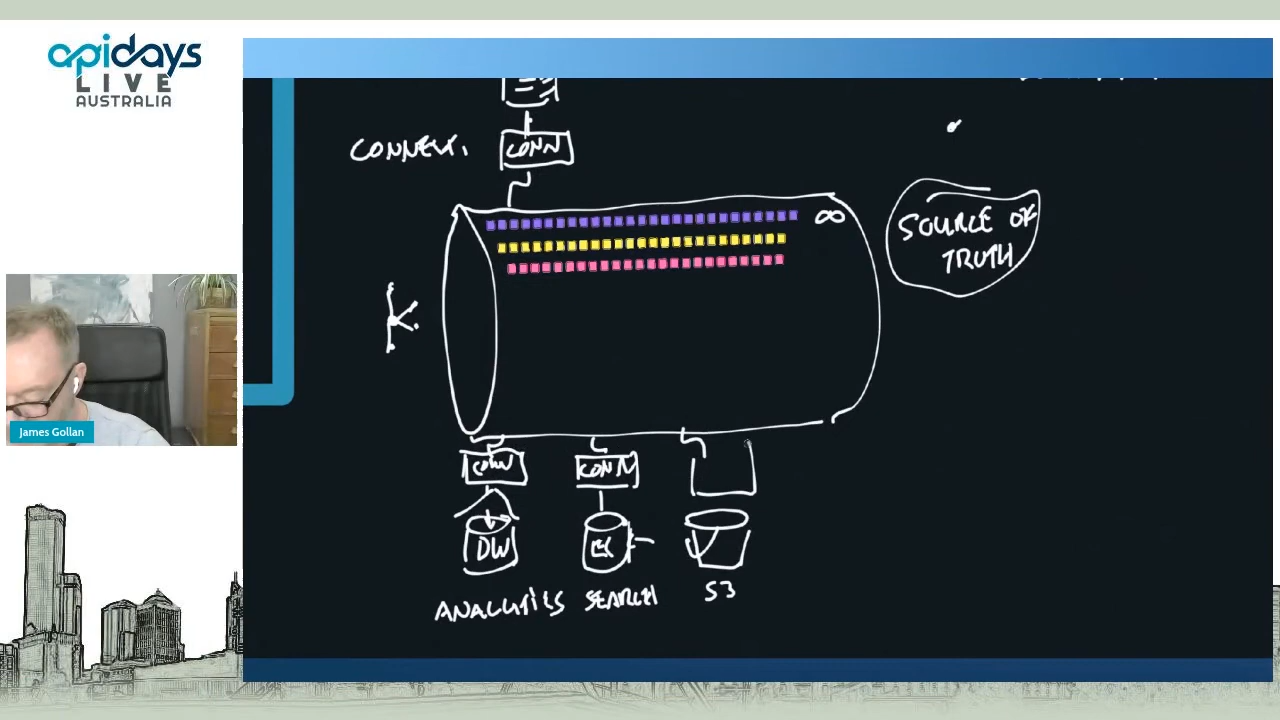 apidays
LIVE
AUSTRALIA
CONNECT.
CONN
∞
SOURCE OF
TRUTH
K
CONN
CONN
DW
ANALYTICS
SEARCH
S3
James Gollan